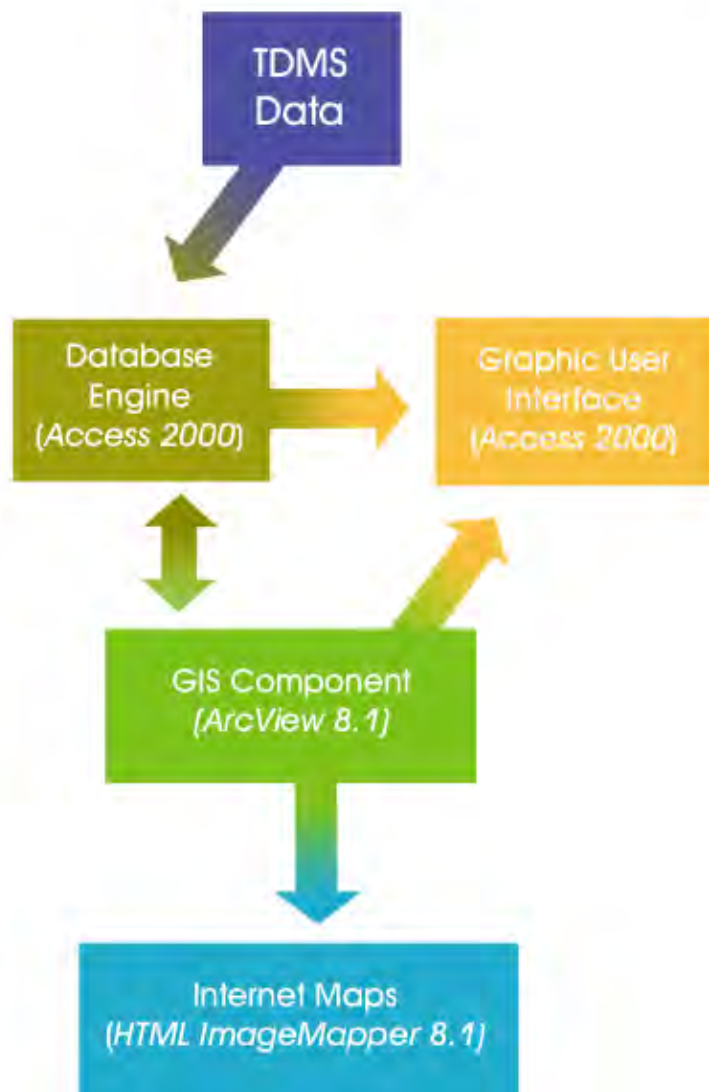 TDMS
Data
Database
Engine
(Access 2000)
Graphic User
Interface
(Access 2000)
GIS Component
(ArcView 8.1)
Internet Maps
(HTML ImageMapper 8.1)